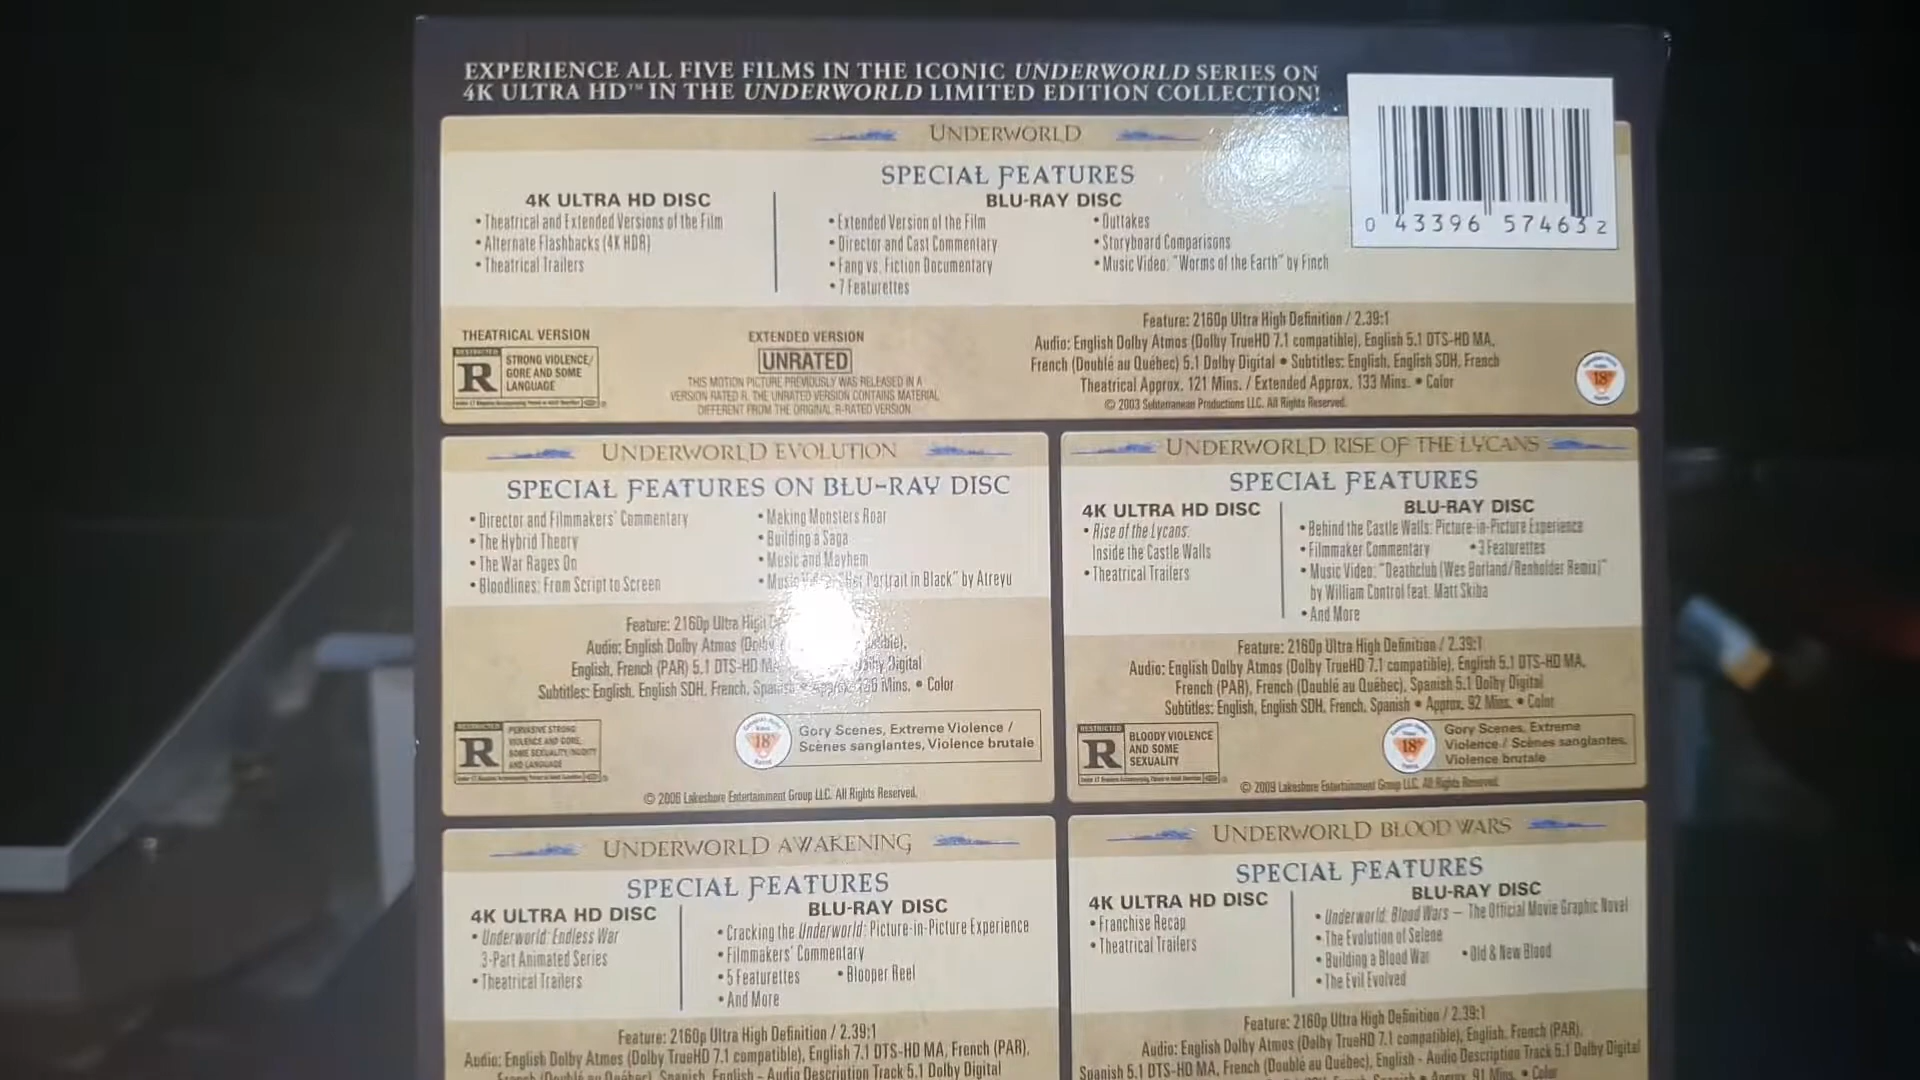 EXPERIENCE ALL FIVE FILMS IN THE ICONIC UNDERWORLD SERIES ON
4K ULTRA HD™ IN THE UNDERWORLD LIMITED EDITION COLLECTION!
0 43396 57463 2
UNDERWORLD
SPECIAL FEATURES
4K ULTRA HD DISC
• Theatrical and Extended Versions of the Film
• Alternate Flashbacks (4K HDR)
• Theatrical Trailers
BLU-RAY DISC
• Extended Version of the Film
• Director and Cast Commentary
• Fang vs. Fiction Documentary
• 7 Featurettes
• Outtakes
• Storyboard Comparisons
• Music Video: "Worms of the Earth" by Finch
THEATRICAL VERSION
RESTRICTED
R
STRONG VIOLENCE/
GORE AND SOME
LANGUAGE
EXTENDED VERSION
UNRATED
THIS MOTION PICTURE PREVIOUSLY WAS RELEASED IN A
VERSION RATED R. THE UNRATED VERSION CONTAINS MATERIAL
DIFFERENT FROM THE ORIGINAL R-RATED VERSION.
Feature: 2160p Ultra High Definition / 2.39:1
Audio: English Dolby Atmos (Dolby TrueHD 7.1 compatible), English 5.1 DTS-HD MA,
French (Doublé au Québec) 5.1 Dolby Digital • Subtitles: English, English SDH, French
Theatrical Approx. 121 Mins. / Extended Approx. 133 Mins. • Color
© 2003 Subterranean Productions LLC. All Rights Reserved.
18
UNDERWORLD EVOLUTION
SPECIAL FEATURES ON BLU-RAY DISC
• Director and Filmmakers' Commentary
• The Hybrid Theory
• The War Rages On
• Bloodlines: From Script to Screen
• Making Monsters Roar
• Building a Saga
• Music and Mayhem
• Music "Her Portrait in Black" by Atreyu
Feature: 2160p Ultra High
Audio: English Dolby Atmos
English, French (PAR) 5.1 DTS-HD Digital
Subtitles: English, English SDH, French, Mins. • Color
RESTRICTED
R
PERVASIVE STRONG
VIOLENCE AND GORE,
SOME SEXUALITY/NUDITY
AND LANGUAGE
18
Gory Scenes, Extreme Violence /
Scènes sanglantes, Violence brutale
© 2006 Lakeshore Entertainment Group LLC. All Rights Reserved.
UNDERWORLD RISE OF THE LYCANS
SPECIAL FEATURES
4K ULTRA HD DISC
• Rise of the Lycans:
Inside the Castle Walls
• Theatrical Trailers
BLU-RAY DISC
• Behind the Castle Walls: Picture-in-Picture Experience
• Filmmaker Commentary • 3 Featurettes
• Music Video: "Deathclub (Wes Borland/Renholder Remix)"
by William Control feat. Matt Skiba
• And More
Feature: 2160p Ultra High Definition / 2.39:1
Audio: English Dolby Atmos (Dolby TrueHD 7.1 compatible), English 5.1 DTS-HD MA,
French (PAR), French (Doublé au Québec), Spanish 5.1 Dolby Digital
Subtitles: English, English SDH, French, Spanish • Approx. 92 Mins. • Color
RESTRICTED
R
BLOODY VIOLENCE
AND SOME
SEXUALITY
18
Gory Scenes, Extreme
Violence / Scènes sanglantes,
Violence brutale
© 2009 Lakeshore Entertainment Group LLC. All Rights Reserved.
UNDERWORLD AWAKENING
SPECIAL FEATURES
4K ULTRA HD DISC
• Underworld: Endless War
3-Part Animated Series
• Theatrical Trailers
BLU-RAY DISC
• Cracking the Underworld: Picture-in-Picture Experience
• Filmmakers' Commentary
• 5 Featurettes • Blooper Reel
• And More
Feature: 2160p Ultra High Definition / 2.39:1
Audio: English Dolby Atmos (Dolby TrueHD 7.1 compatible), English 7.1 DTS-HD MA, French (PAR),
French (Doublé au Québec), Spanish, English - Audio Description Track 5.1 Dolby Digital
UNDERWORLD BLOOD WARS
SPECIAL FEATURES
4K ULTRA HD DISC
• Franchise Recap
• Theatrical Trailers
BLU-RAY DISC
• Underworld: Blood Wars – The Official Movie Graphic Novel
• The Evolution of Selene
• Building a Blood War • Old & New Blood
• The Evil Evolved
Feature: 2160p Ultra High Definition / 2.39:1
Audio: English Dolby Atmos (Dolby TrueHD 7.1 compatible), English, French (PAR),
Spanish 5.1 DTS-HD MA, French (Doublé au Québec), English - Audio Description Track 5.1 Dolby Digital
Approx. 91 Mins. • Color